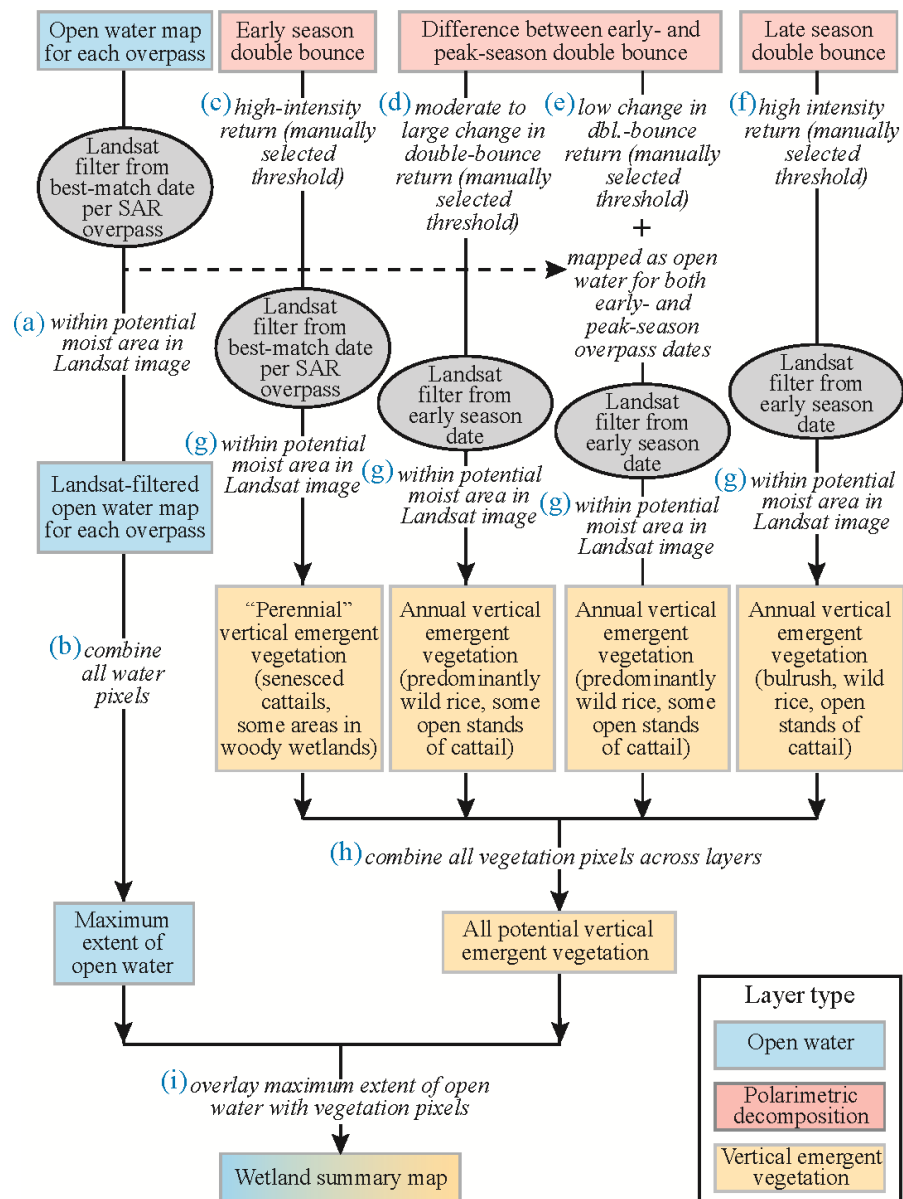 Open water map
for each overpass
Early season
double bounce
Difference between early- and
peak-season double bounce
Late season
double bounce
Landsat
filter from
best-match date
per SAR
overpass
(c) high-intensity
return (manually
selected
threshold)
(d) moderate to
large change in
double-bounce
return (manually
selected
threshold)
(e) low change in
dbl.-bounce
return (manually
selected
threshold)
+
mapped as open
water for both
early- and
peak-season
overpass dates
(f) high intensity
return (manually
selected
threshold)
(a) within potential
moist area in
Landsat image
Landsat
filter from
best-match date
per SAR
overpass
Landsat
filter from
early season
date
Landsat
filter from
early season
date
Landsat
filter from
early season
date
(g) within potential
moist area in
Landsat image
(g) within potential
moist area in
Landsat image
(g) within potential
moist area in
Landsat image
(g) within potential
moist area in
Landsat image
Landsat-filtered
open water map
for each overpass
(b) combine
all water
pixels
“Perennial”
vertical emergent
vegetation
(senesced
cattails,
some areas in
woody wetlands)
Annual vertical
emergent
vegetation
(predominantly
wild rice, some
open stands
of cattail)
Annual vertical
emergent
vegetation
(predominantly
wild rice, some
open stands
of cattail)
Annual vertical
emergent
vegetation
(bulrush, wild
rice, open
stands of
cattail)
(h) combine all vegetation pixels across layers
Maximum
extent of
open water
All potential vertical
emergent vegetation
(i) overlay maximum extent of open
water with vegetation pixels
Wetland summary map
Layer type
Open water
Polarimetric
decomposition
Vertical emergent
vegetation